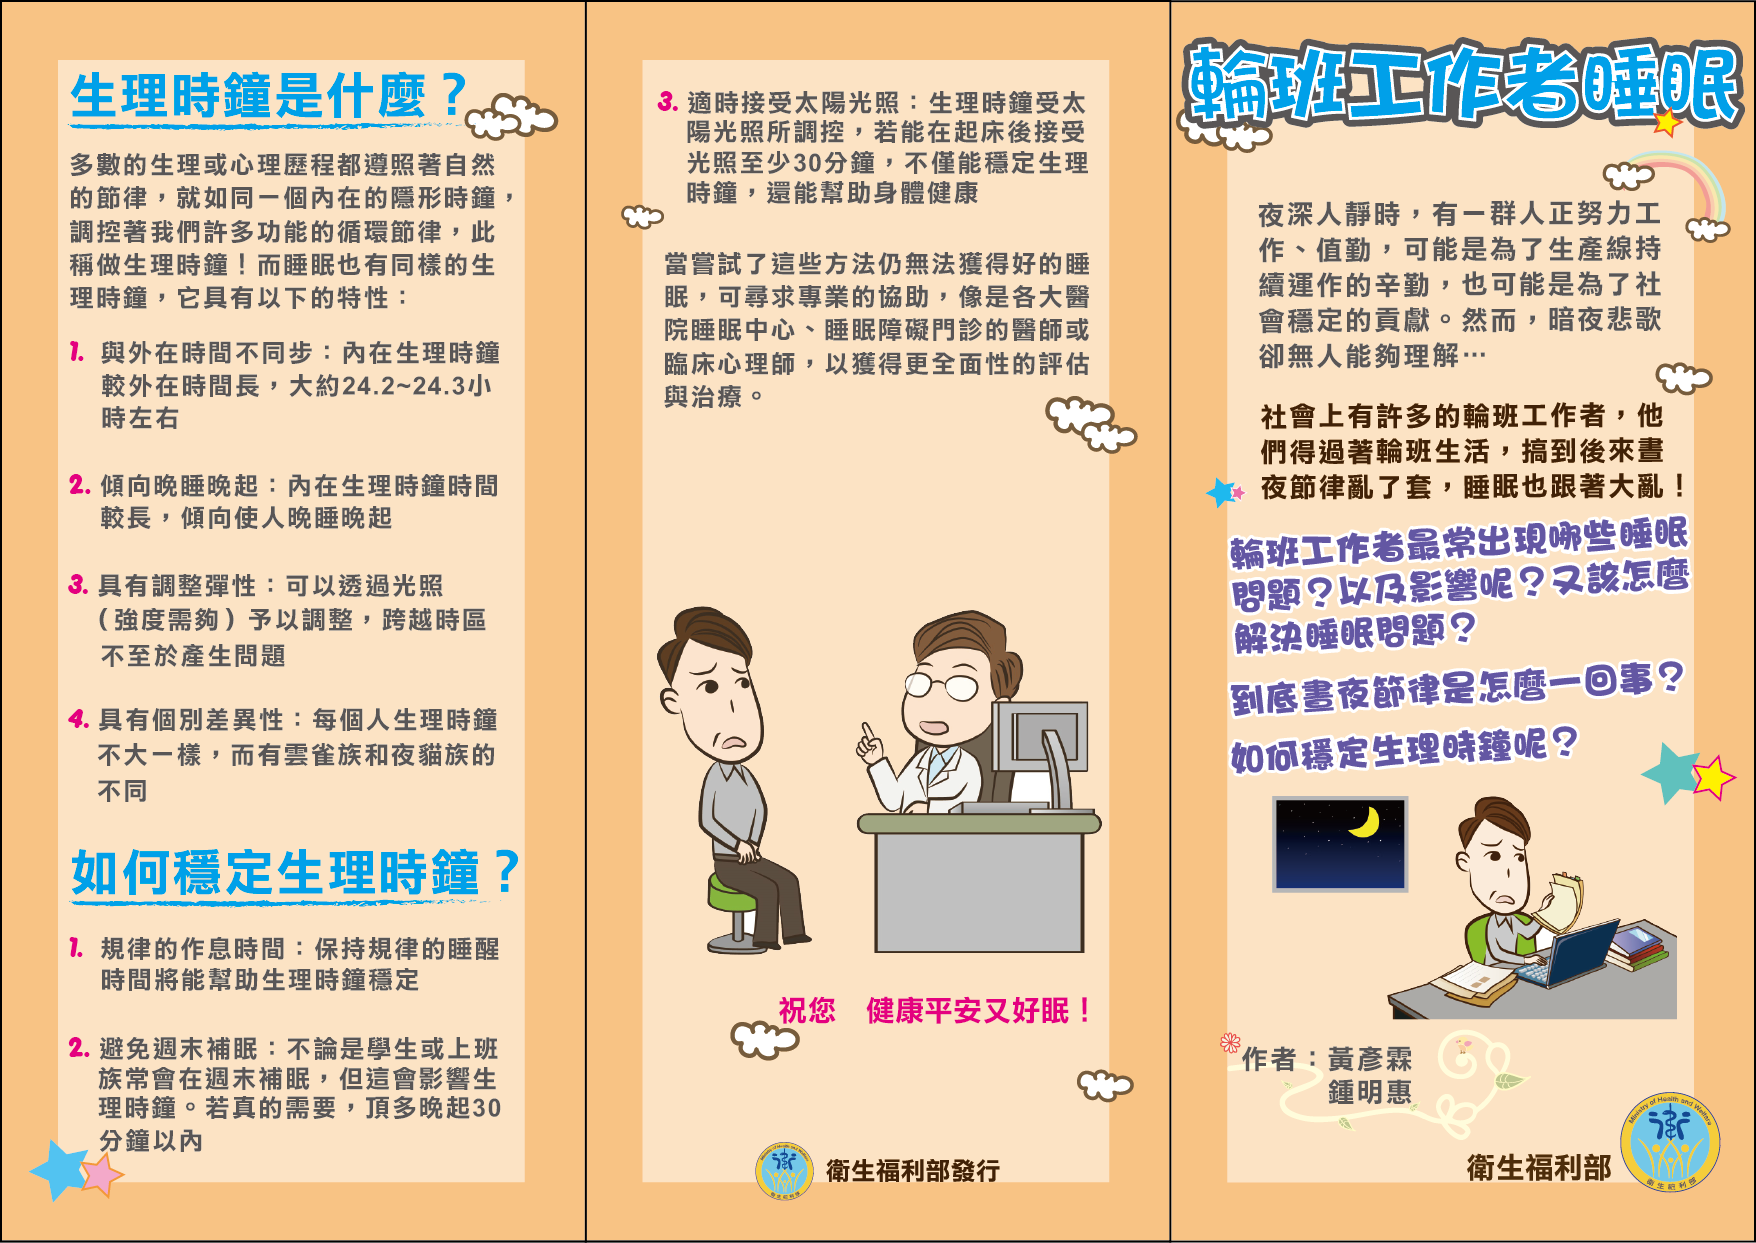 生理時鐘是什麼？
多數的生理或心理歷程都遵照著自然
的節律，就如同一個內在的隱形時鐘，
調控著我們許多功能的循環節律，此
稱做生理時鐘！而睡眠也有同樣的生
理時鐘，它具有以下的特性：
1. 與外在時間不同步：內在生理時鐘
較外在時間長，大約24.2~24.3小
時左右
2. 傾向晚睡晚起：內在生理時鐘時間
較長，傾向使人晚睡晚起
3. 具有調整彈性：可以透過光照
（強度需夠）予以調整，跨越時區
不至於產生問題
4. 具有個別差異性：每個人生理時鐘
不大一樣，而有雲雀族和夜貓族的
不同
如何穩定生理時鐘？
1. 規律的作息時間：保持規律的睡醒
時間將能幫助生理時鐘穩定
2. 避免週末補眠：不論是學生或上班
族常會在週末補眠，但這會影響生
理時鐘。若真的需要，頂多晚起30
分鐘以內
3. 適時接受太陽光照：生理時鐘受太
陽光照所調控，若能在起床後接受
光照至少30分鐘，不僅能穩定生理
時鐘，還能幫助身體健康
當嘗試了這些方法仍無法獲得好的睡
眠，可尋求專業的協助，像是各大醫
院睡眠中心、睡眠障礙門診的醫師或
臨床心理師，以獲得更全面性的評估
與治療。
祝您　健康平安又好眠！
Ministry of Health and Welfare
衛生福利部
衛生福利部發行
輪班工作者睡眠
夜深人靜時，有一群人正努力工
作、值勤，可能是為了生產線持
續運作的辛勤，也可能是為了社
會穩定的貢獻。然而，暗夜悲歌
卻無人能夠理解…
社會上有許多的輪班工作者，他
們得過著輪班生活，搞到後來晝
夜節律亂了套，睡眠也跟著大亂！
輪班工作者最常出現哪些睡眠
問題？以及影響呢？又該怎麼
解決睡眠問題？
到底晝夜節律是怎麼一回事？
如何穩定生理時鐘呢？
作者：黃彥霖
鍾明惠
衛生福利部
Ministry of Health and Welfare
衛生福利部